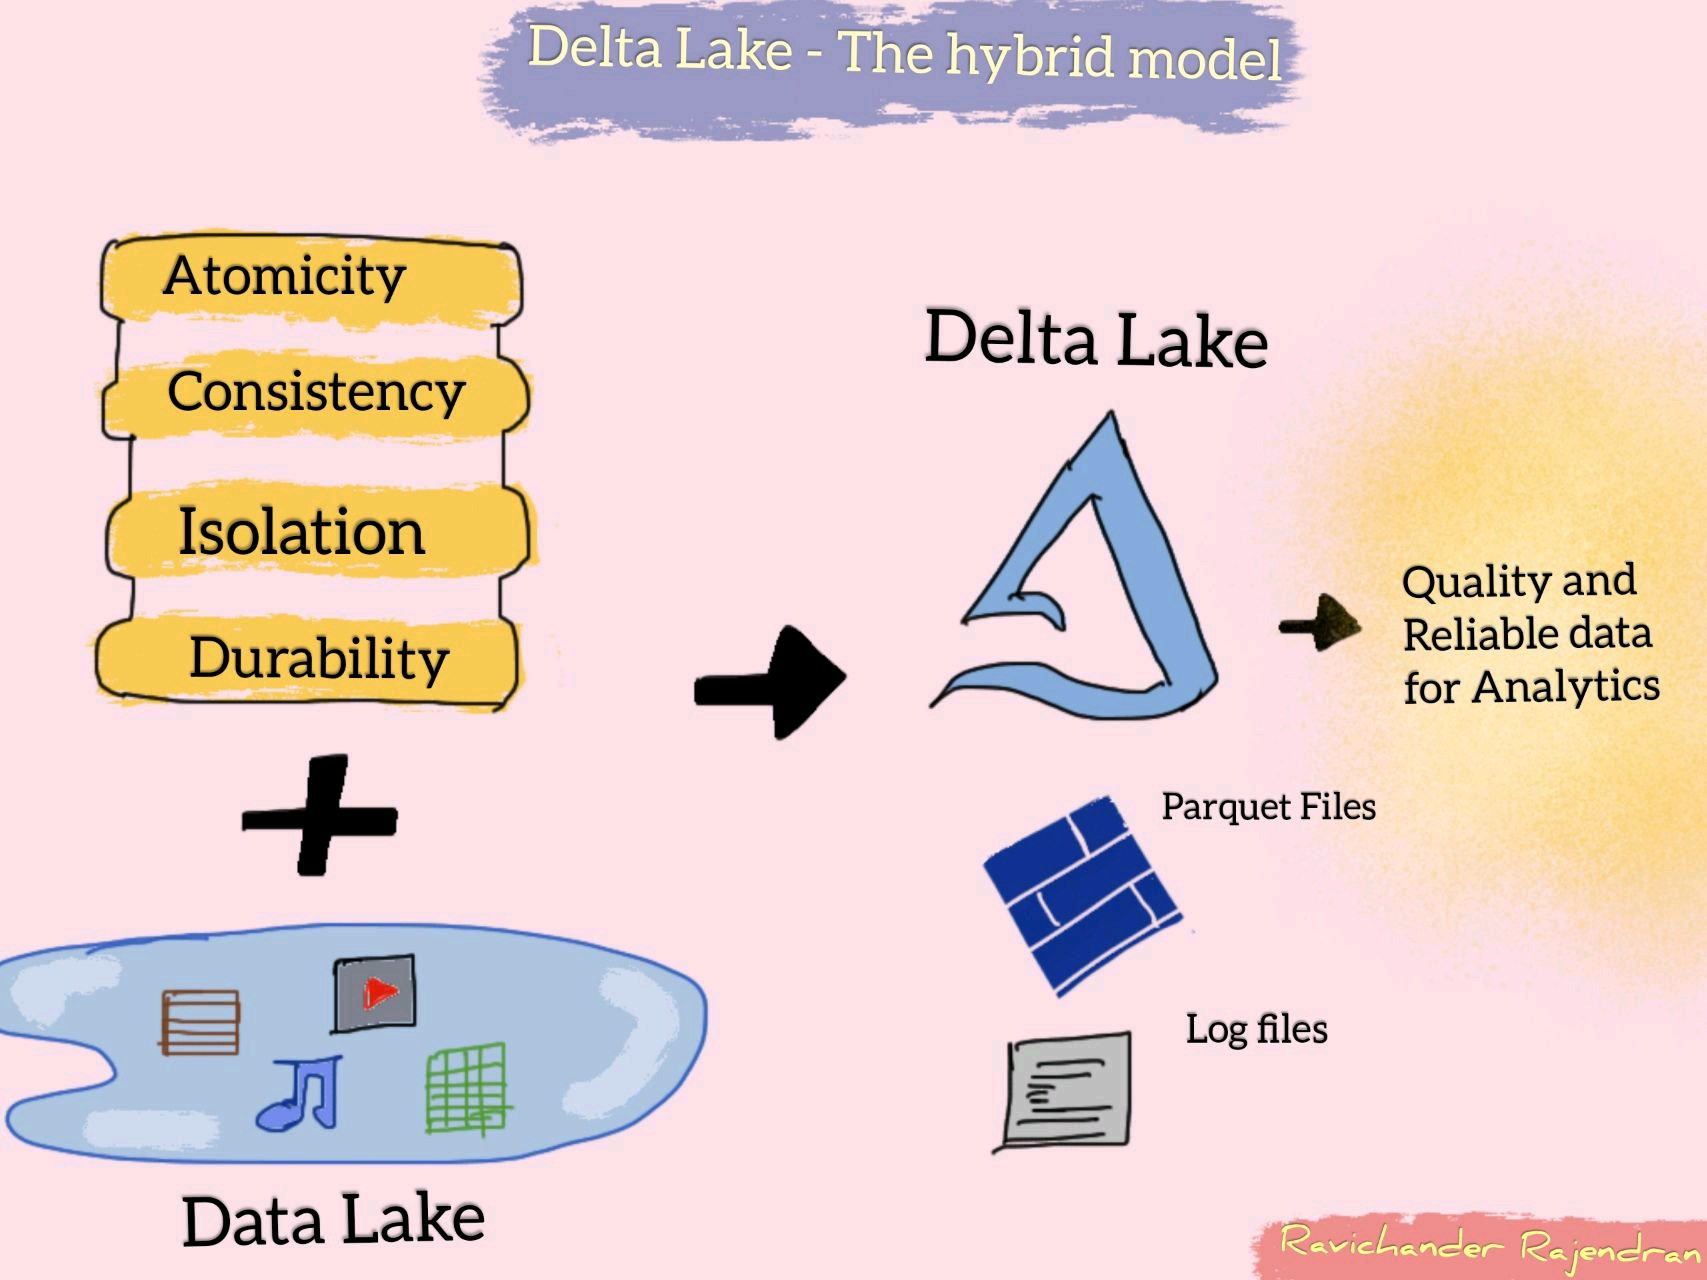 Delta Lake - The hybrid model
Atomicity
Consistency
Isolation
Durability
Data Lake
Delta Lake
Quality and
Reliable data
for Analytics
Parquet Files
Log files
Ravichander Rajendran